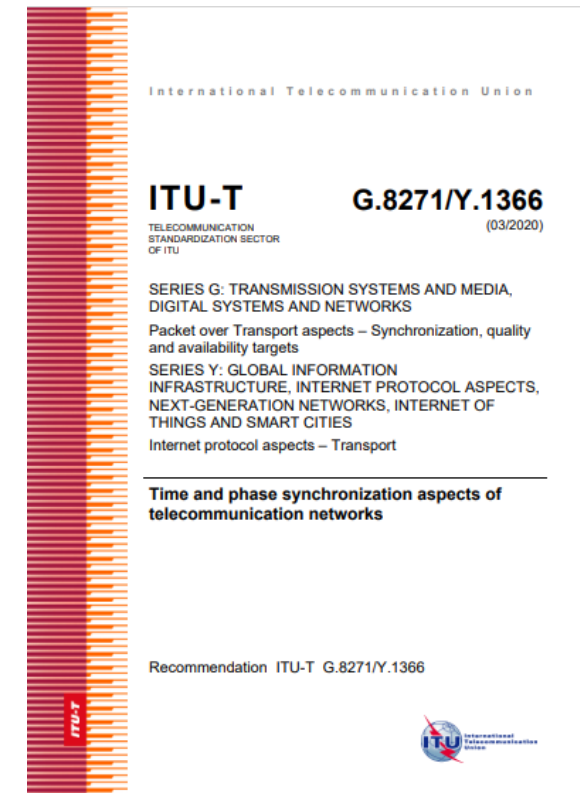 International Telecommunication Union
ITU-T
G.8271/Y.1366
TELECOMMUNICATION
STANDARDIZATION SECTOR
OF ITU
(03/2020)
SERIES G: TRANSMISSION SYSTEMS AND MEDIA,
DIGITAL SYSTEMS AND NETWORKS
Packet over Transport aspects – Synchronization, quality
and availability targets
SERIES Y: GLOBAL INFORMATION
INFRASTRUCTURE, INTERNET PROTOCOL ASPECTS,
NEXT-GENERATION NETWORKS, INTERNET OF
THINGS AND SMART CITIES
Internet protocol aspects – Transport
Time and phase synchronization aspects of
telecommunication networks
Recommendation ITU-T G.8271/Y.1366
ITU-T
ITU
International
Telecommunication
Union